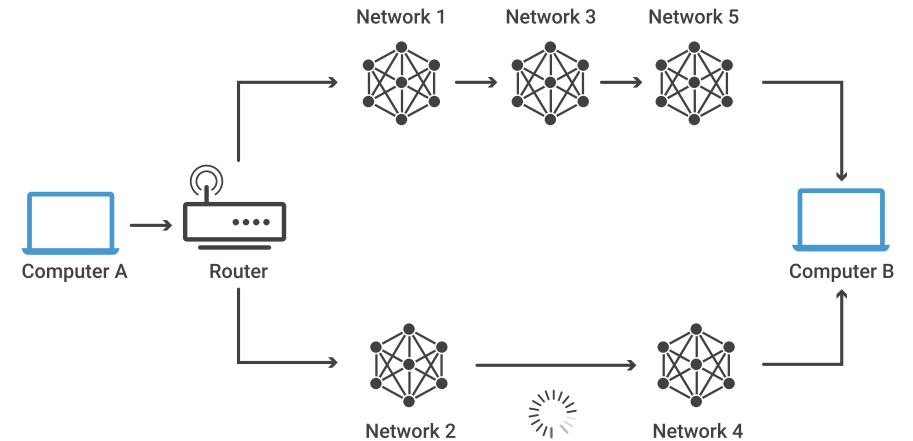 Network 1
Network 3
Network 5
Computer A
Router
Computer B
Network 2
Network 4